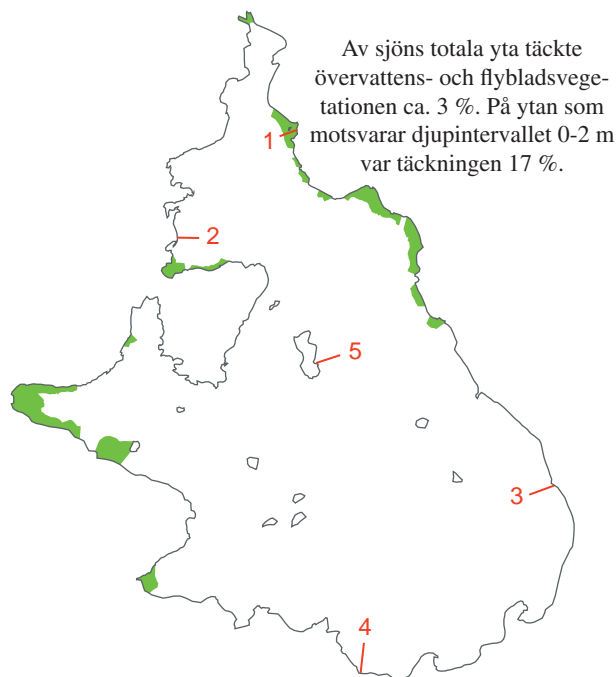 Av sjöns totala yta täckte
övervattens- och flybladsvege-
tationen ca. 3 %. På ytan som
motsvarar djupintervallet 0-2 m
var täckningen 17 %.
1
2
5
3
4